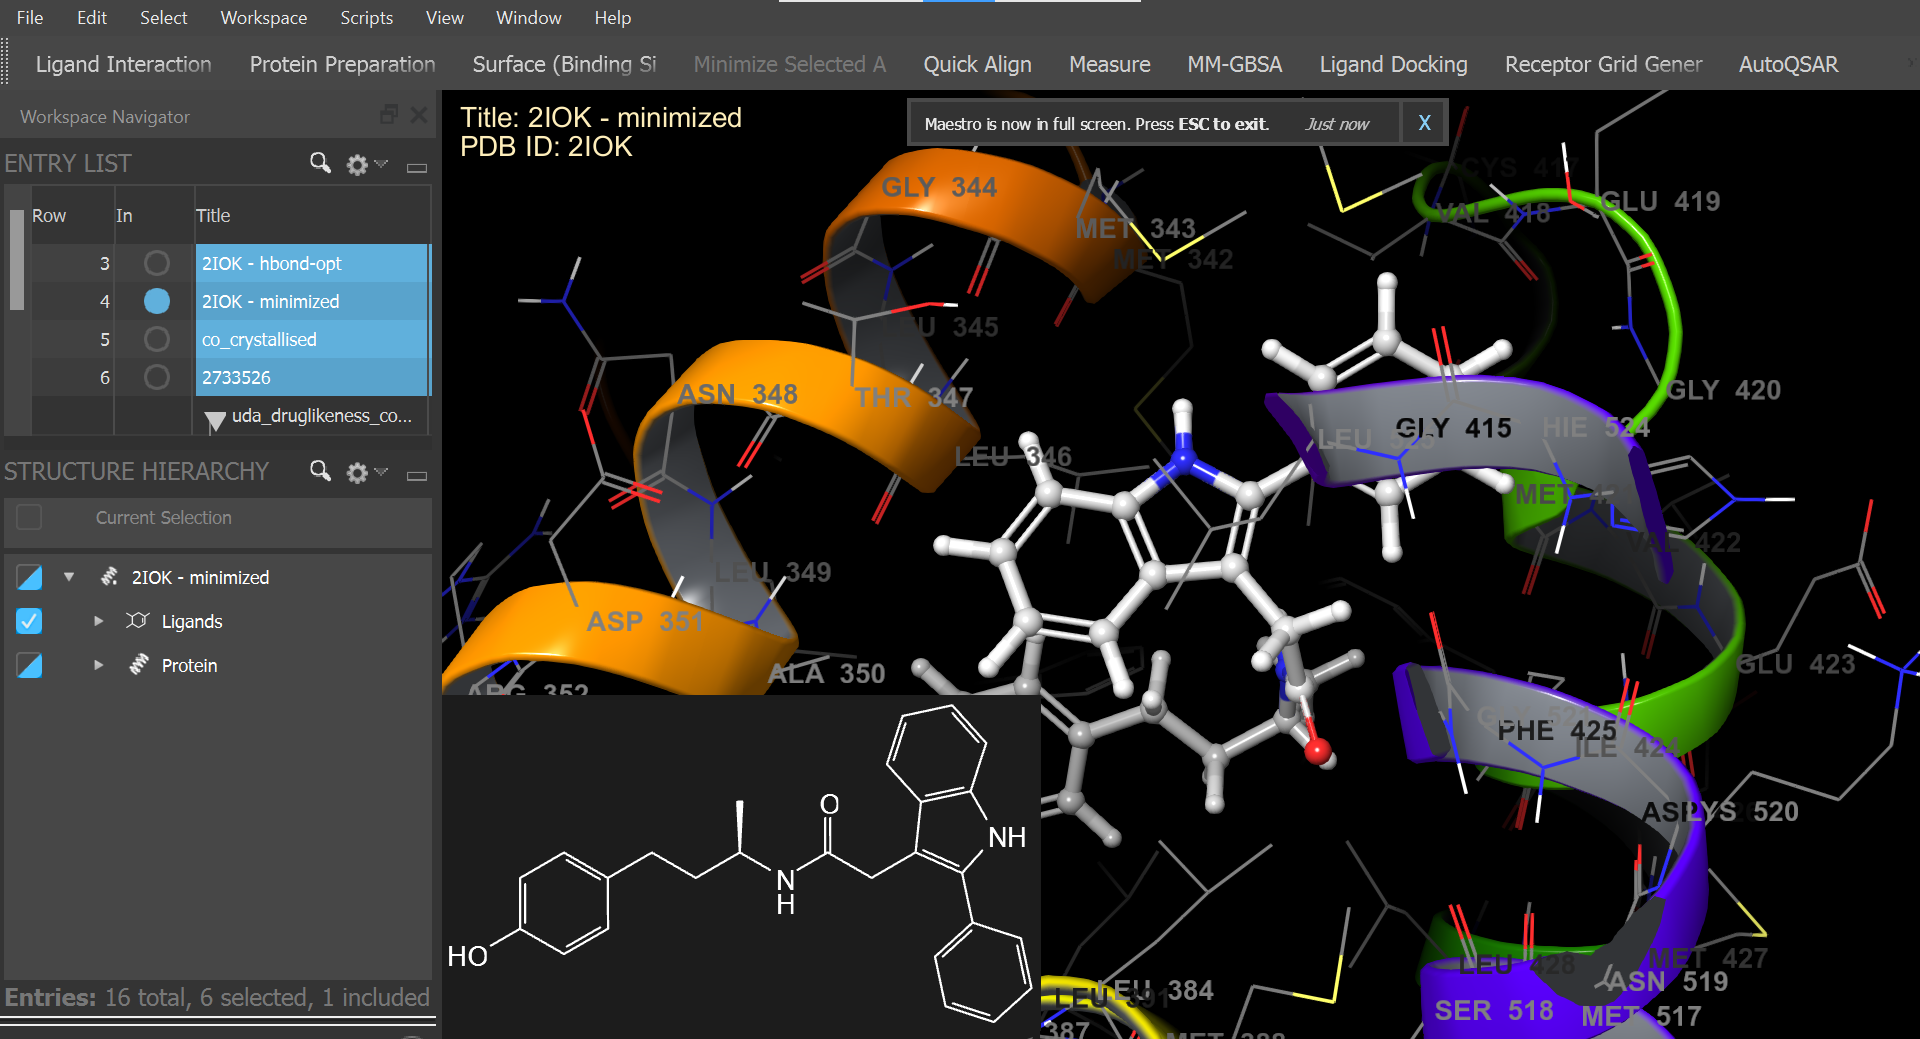 File Edit Select Workspace Scripts View Window Help
Ligand Interaction Protein Preparation Surface (Binding Si Minimize Selected A Quick Align Measure MM-GBSA Ligand Docking Receptor Grid Gener AutoQSAR
Workspace Navigator
ENTRY LIST
Row In Title
3 2IOK - hbond-opt
4 2IOK - minimized
5 co_crystallised
6 2733526
uda_druglikeness_co...
STRUCTURE HIERARCHY
Current Selection
2IOK - minimized
Ligands
Protein
Entries: 16 total, 6 selected, 1 included
Title: 2IOK - minimized
PDB ID: 2IOK
Maestro is now in full screen. Press ESC to exit. Just now X
CYS 417
GLY 344
GLU 419
VAL 418
MET 343
MET 342
LEU 345
ASN 348
THR 347
GLY 420
GLY 415
HIE 524
LEU 346
MET
VAL 422
LEU 349
ASP 351
GLU 423
ALA 350
ARG 352
PHE 425
ILE 424
LYS 520
LEU 428
MET 427
ASN 519
LEU 384
SER 518
MET 517
387
MET 388
O
NH
N
H
HO